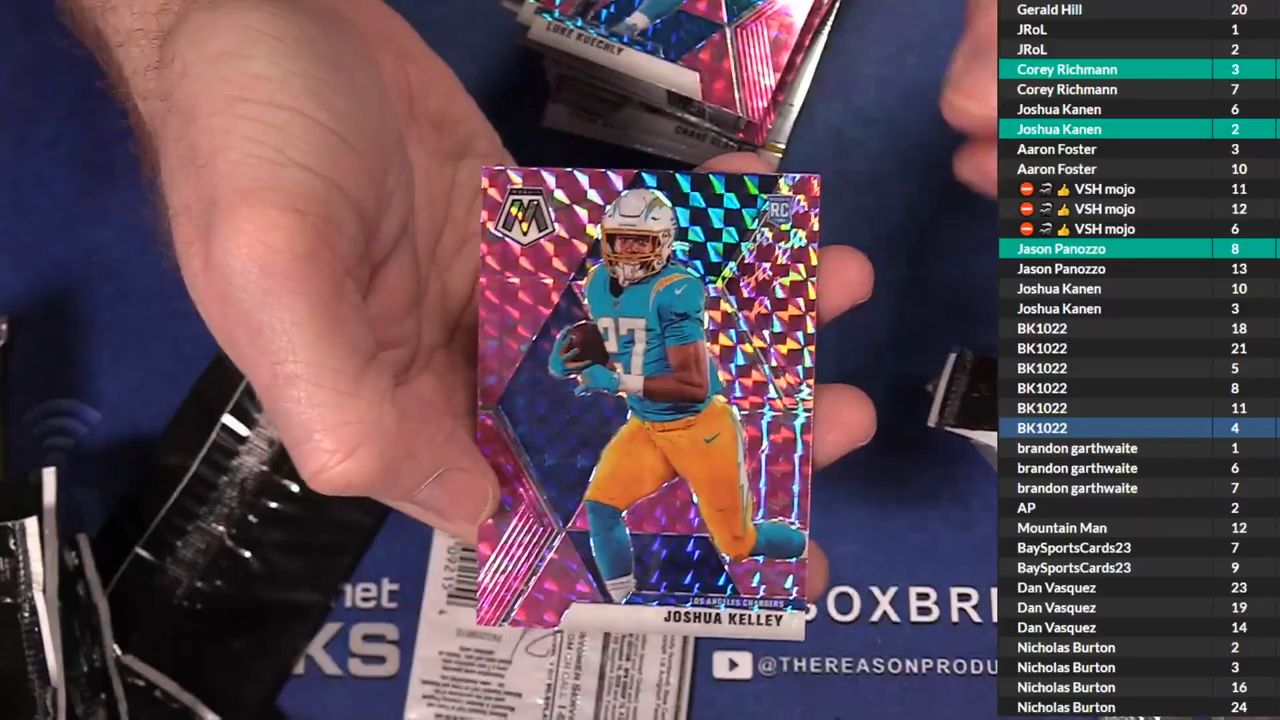 LUKE KUECHLY
M
RC
27
LOS ANGELES CHARGERS
JOSHUA KELLEY
net
KS
BOXBRE
@THEREASONPRODU
Gerald Hill 20
JRoL 1
JRoL 2
Corey Richmann 3
Corey Richmann 7
Joshua Kanen 6
Joshua Kanen 2
Aaron Foster 3
Aaron Foster 10
⛔ 👍 VSH mojo 11
⛔ 👍 VSH mojo 12
⛔ 👍 VSH mojo 6
Jason Panozzo 8
Jason Panozzo 13
Joshua Kanen 10
Joshua Kanen 3
BK1022 18
BK1022 21
BK1022 5
BK1022 8
BK1022 11
BK1022 4
brandon garthwaite 1
brandon garthwaite 6
brandon garthwaite 7
AP 2
Mountain Man 12
BaySportsCards23 7
BaySportsCards23 9
Dan Vasquez 23
Dan Vasquez 19
Dan Vasquez 14
Nicholas Burton 2
Nicholas Burton 3
Nicholas Burton 16
Nicholas Burton 24